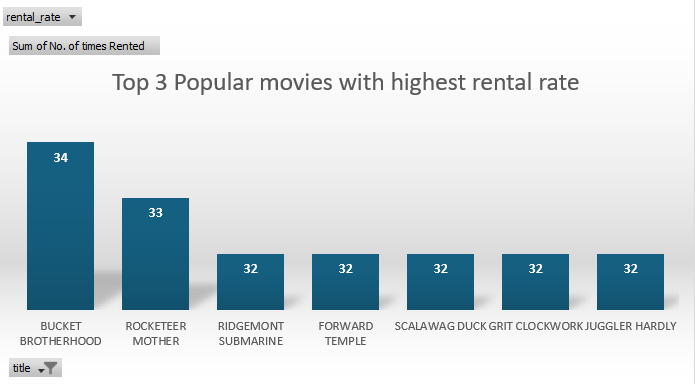 rental_rate
Sum of No. of times Rented
Top 3 Popular movies with highest rental rate
34
33
32
32
32
32
32
BUCKET BROTHERHOOD
ROCKETEER MOTHER
RIDGEMONT SUBMARINE
FORWARD TEMPLE
SCALAWAG DUCK
GRIT CLOCKWORK
JUGGLER HARDLY
title